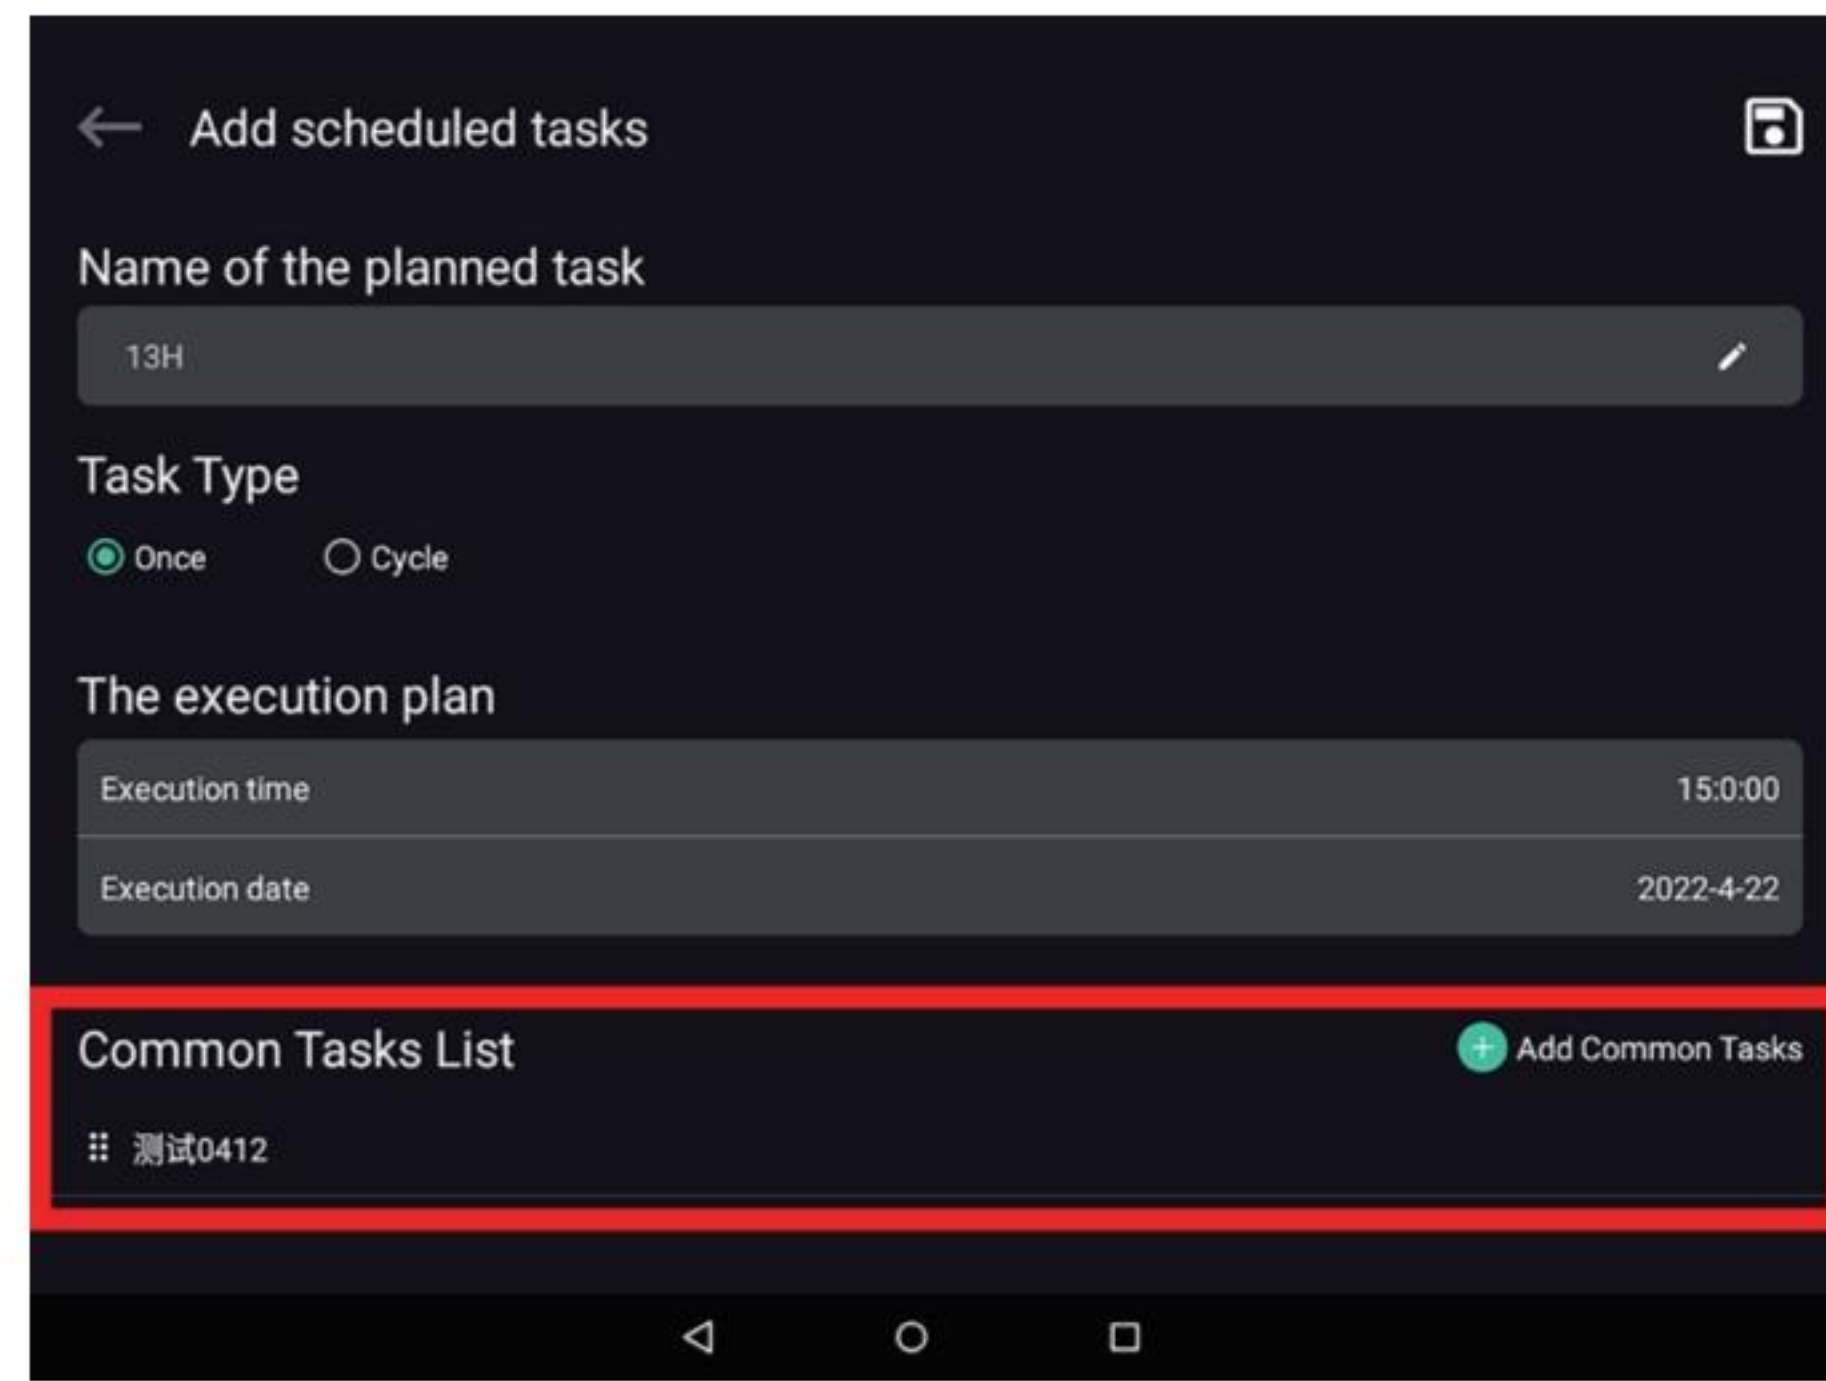 Add scheduled tasks
Name of the planned task
13H
Task Type
Once Cycle
The execution plan
Execution time 15:0:00
Execution date 2022-4-22
Common Tasks List Add Common Tasks
测试0412